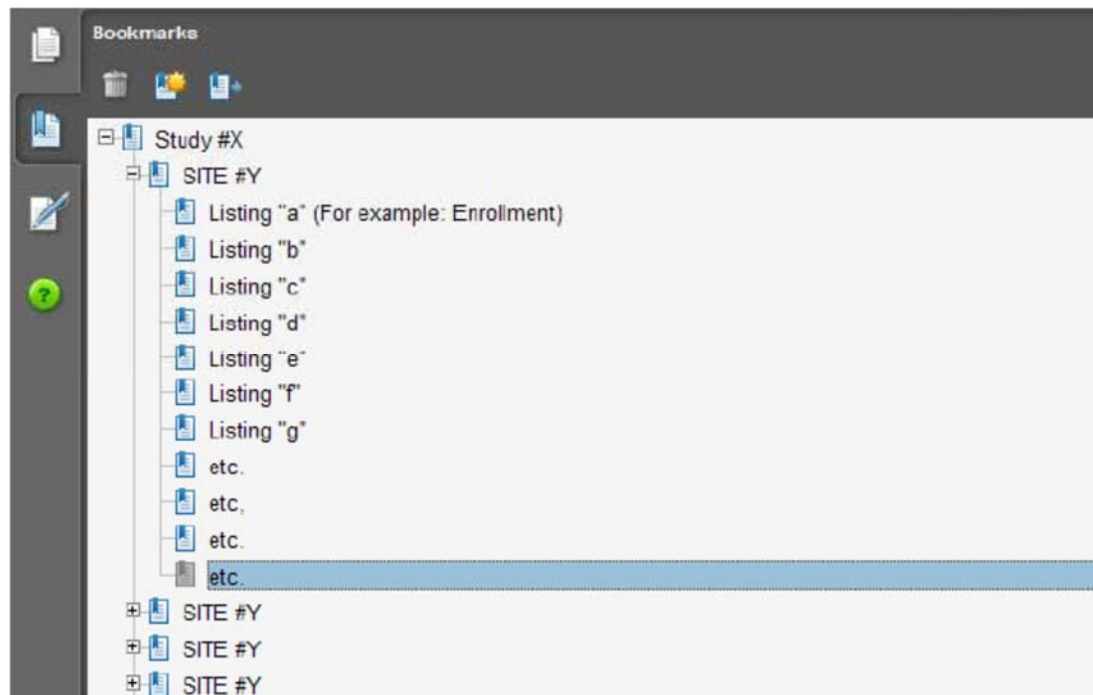 Bookmarks
Study #X
SITE #Y
Listing "a" (For example: Enrollment)
Listing "b"
Listing "c"
Listing "d"
Listing "e"
Listing "f"
Listing "g"
etc.
etc,
etc.
etc.
SITE #Y
SITE #Y
SITE #Y